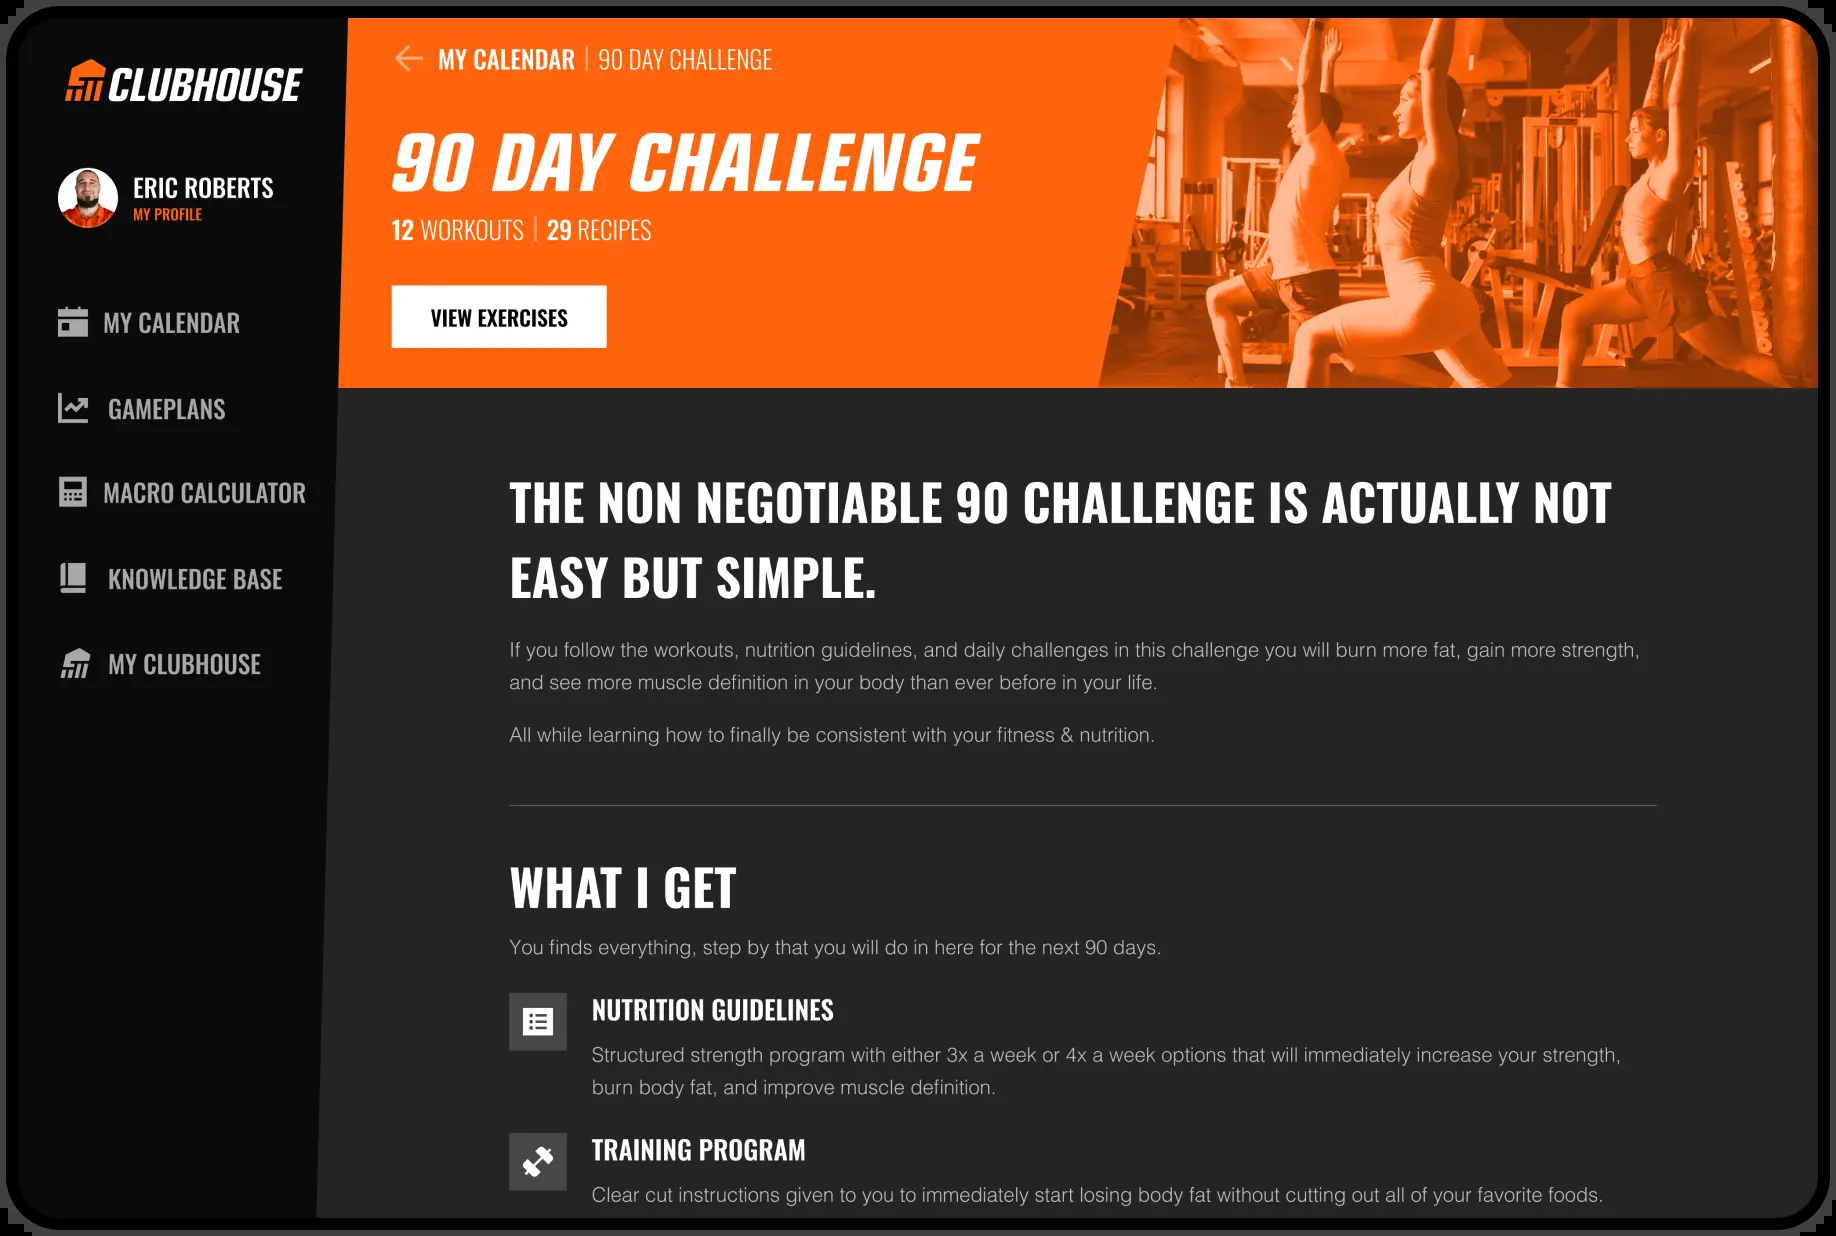 CLUBHOUSE
ERIC ROBERTS
MY PROFILE
MY CALENDAR
GAMEPLANS
MACRO CALCULATOR
KNOWLEDGE BASE
MY CLUBHOUSE
MY CALENDAR | 90 DAY CHALLENGE
90 DAY CHALLENGE
12 WORKOUTS | 29 RECIPES
VIEW EXERCISES
THE NON NEGOTIABLE 90 CHALLENGE IS ACTUALLY NOT
EASY BUT SIMPLE.
If you follow the workouts, nutrition guidelines, and daily challenges in this challenge you will burn more fat, gain more strength,
and see more muscle definition in your body than ever before in your life.
All while learning how to finally be consistent with your fitness & nutrition.
WHAT I GET
You finds everything, step by that you will do in here for the next 90 days.
NUTRITION GUIDELINES
Structured strength program with either 3x a week or 4x a week options that will immediately increase your strength,
burn body fat, and improve muscle definition.
TRAINING PROGRAM
Clear cut instructions given to you to immediately start losing body fat without cutting out all of your favorite foods.